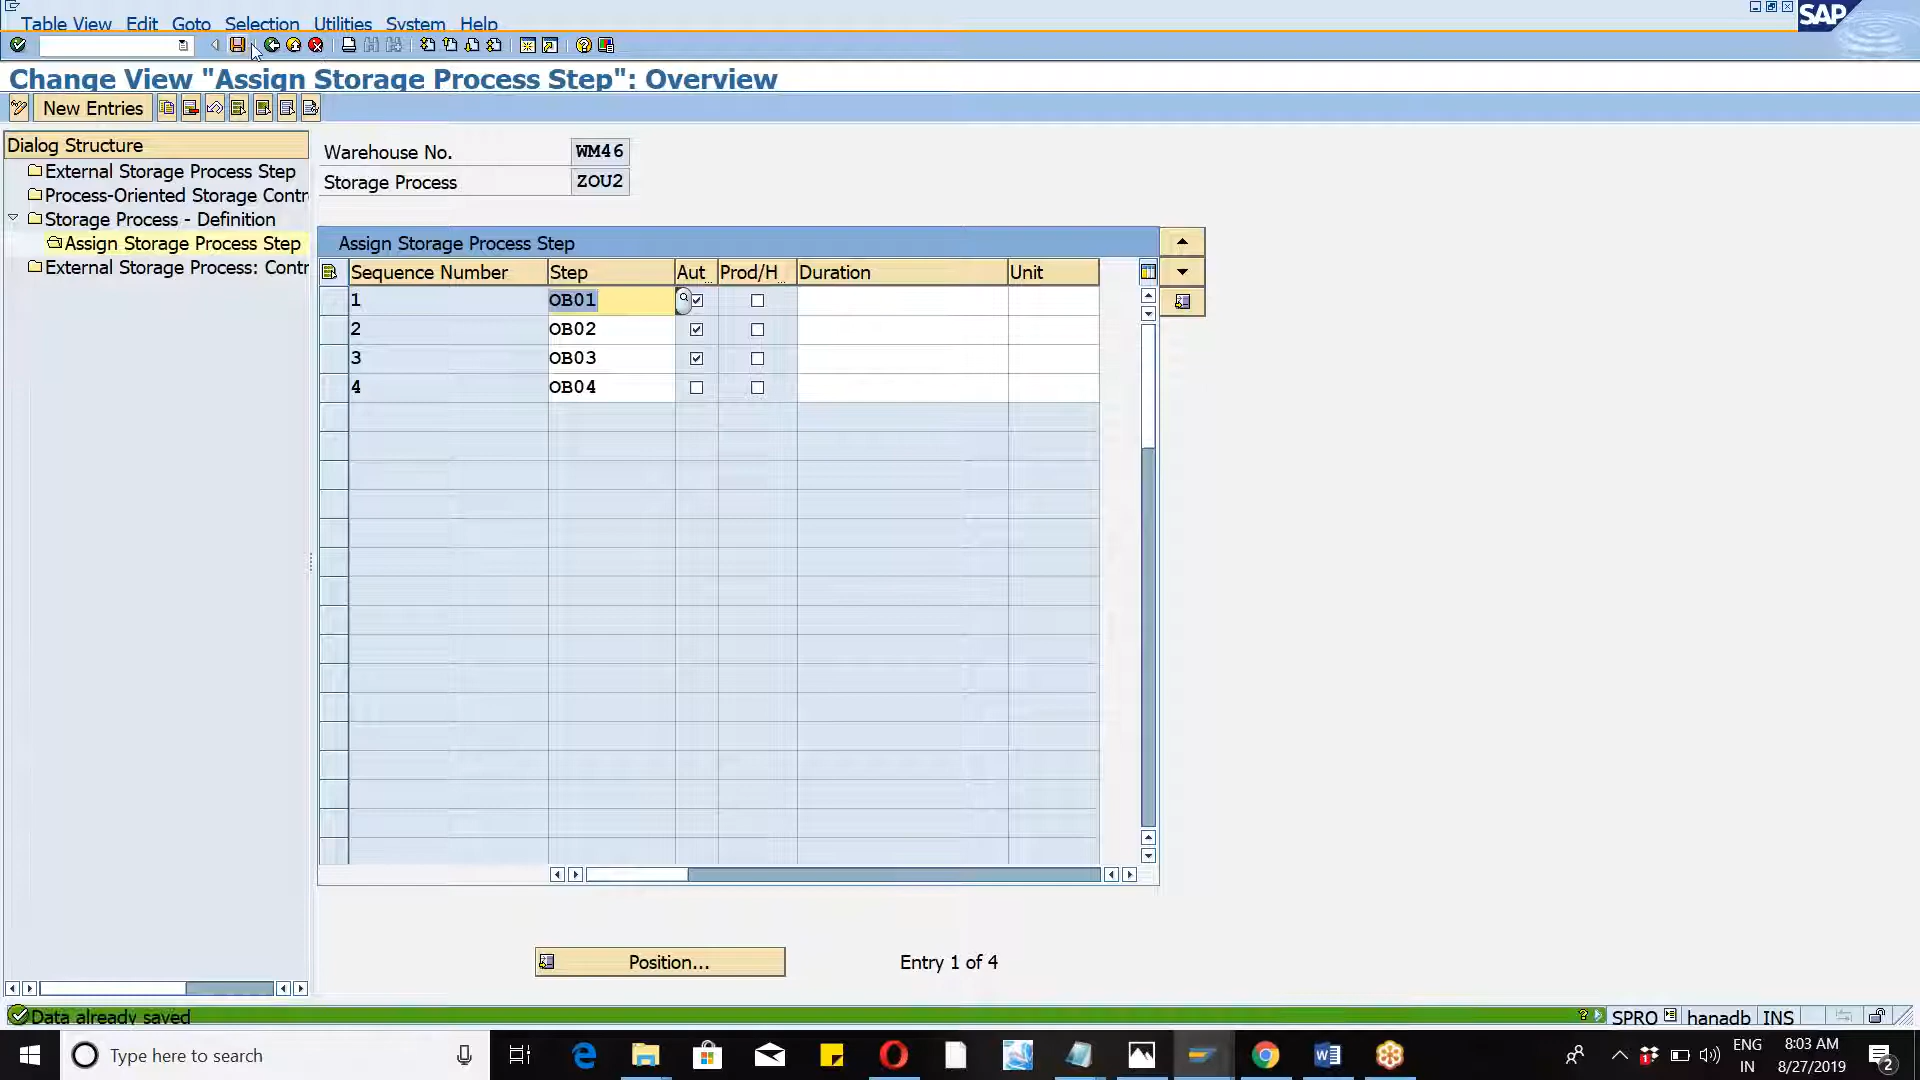 Table View Edit Goto Selection Utilities System Help
SAP
Change View "Assign Storage Process Step": Overview
New Entries
Dialog Structure
External Storage Process Step
Process-Oriented Storage Contr
Storage Process - Definition
Assign Storage Process Step
External Storage Process: Contr
Warehouse No. WM46
Storage Process ZOU2
Assign Storage Process Step
Sequence Number Step Aut.. Prod/H.. Duration Unit
1 OB01
2 OB02
3 OB03
4 OB04
Position... Entry 1 of 4
Data already saved
SPRO hanadb INS
Type here to search
ENG
IN
8:03 AM
8/27/2019
2